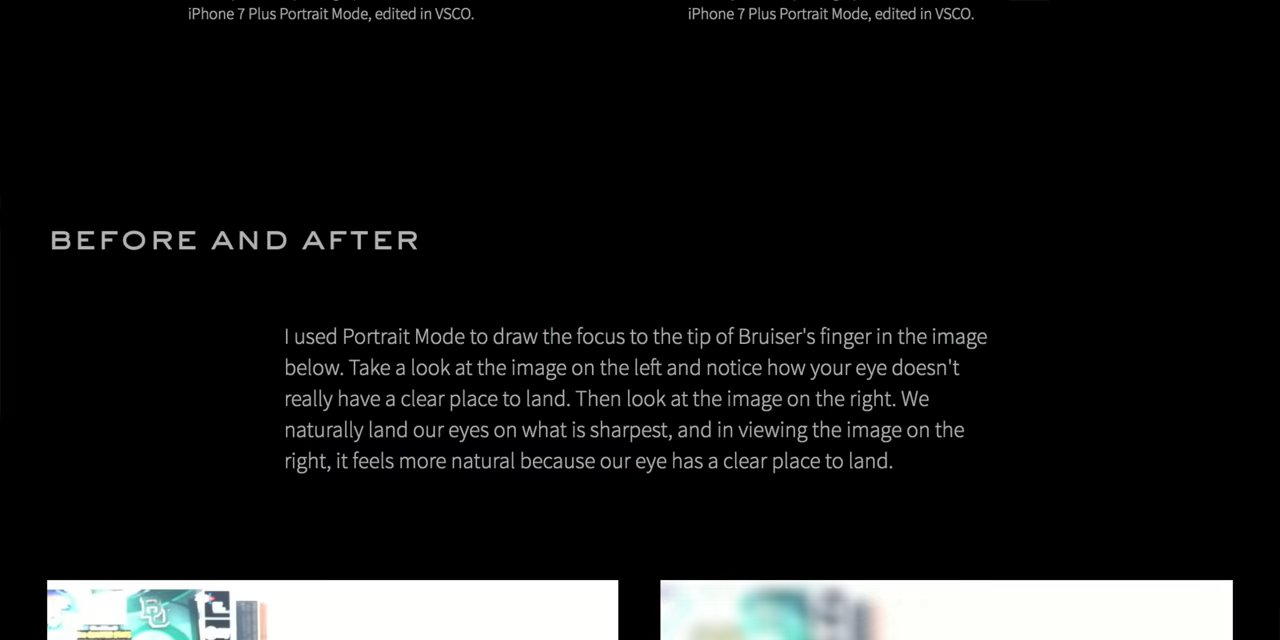 iPhone 7 Plus Portrait Mode, edited in VSCO.
iPhone 7 Plus Portrait Mode, edited in VSCO.
BEFORE AND AFTER
I used Portrait Mode to draw the focus to the tip of Bruiser's finger in the image
below. Take a look at the image on the left and notice how your eye doesn't
really have a clear place to land. Then look at the image on the right. We
naturally land our eyes on what is sharpest, and in viewing the image on the
right, it feels more natural because our eye has a clear place to land.